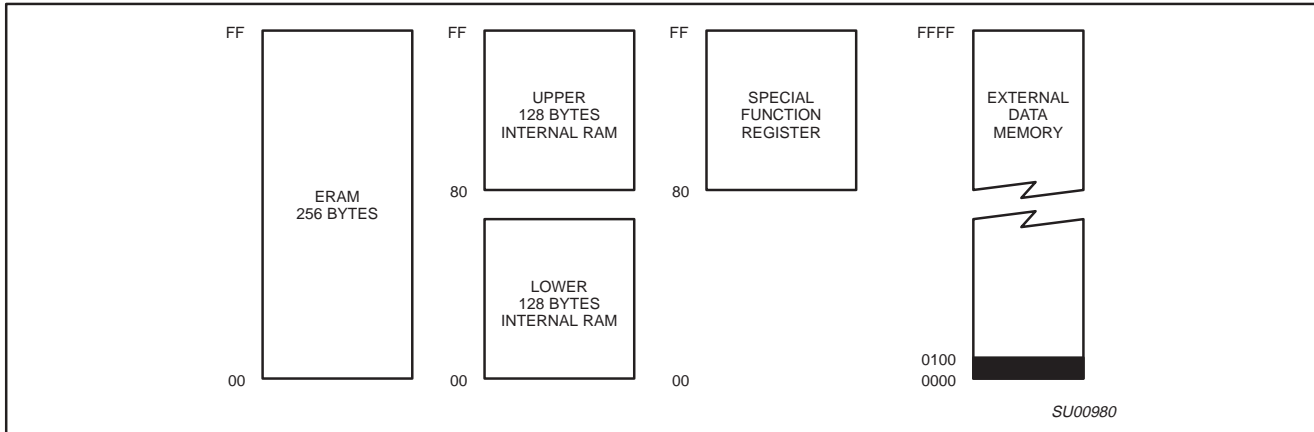 FF
ERAM
256 BYTES
00
FF
UPPER
128 BYTES
INTERNAL RAM
80
LOWER
128 BYTES
INTERNAL RAM
00
FF
SPECIAL
FUNCTION
REGISTER
80
00
FFFF
EXTERNAL
DATA
MEMORY
0100
0000
SU00980